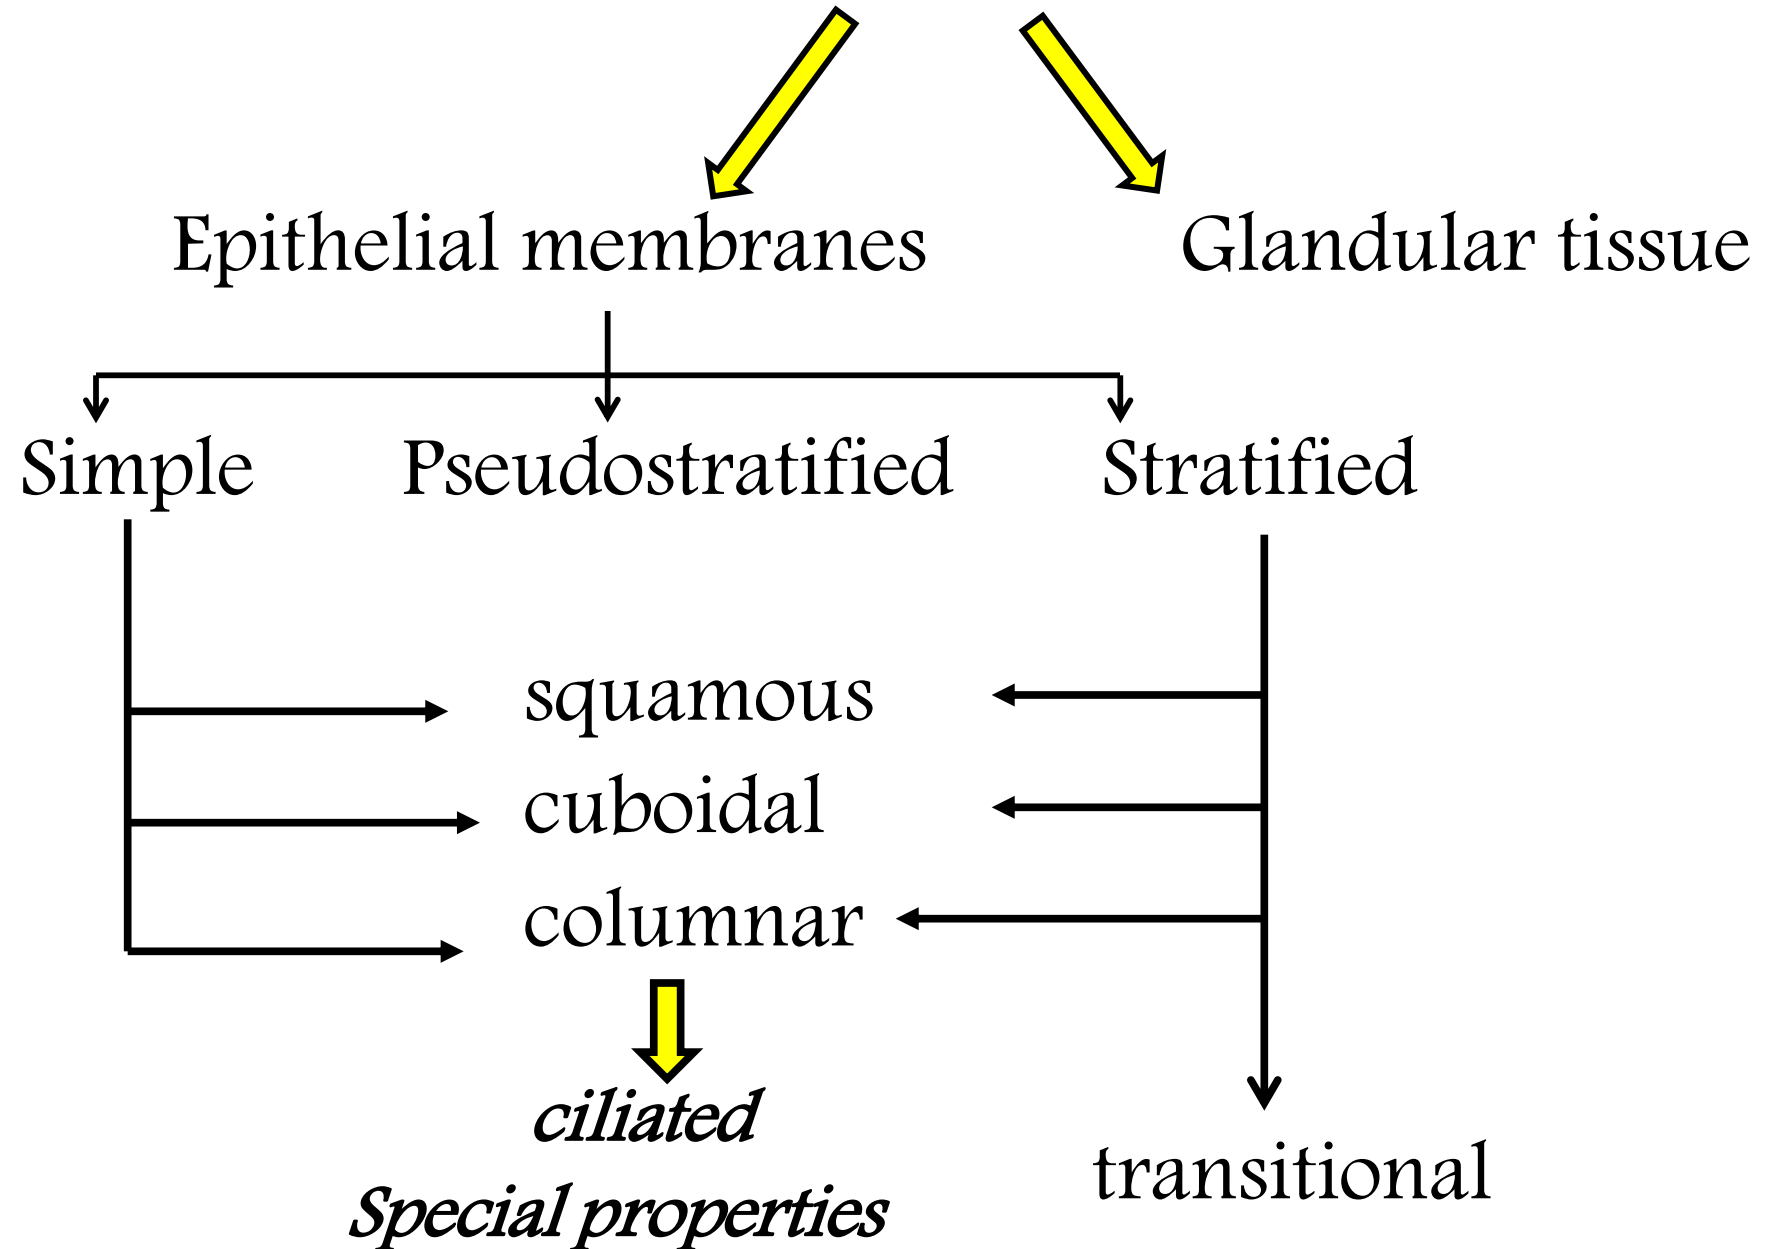 Epithelial membranes Glandular tissue
Simple Pseudostratified Stratified
squamous
cuboidal
columnar
ciliated
transitional
Special properties